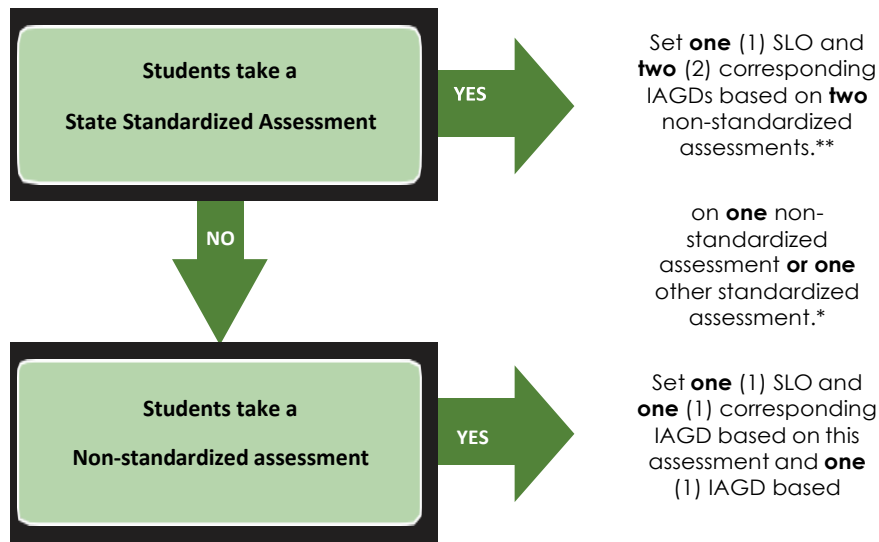 Students take a
State Standardized Assessment
YES
Set one (1) SLO and
two (2) corresponding
IAGDs based on two
non-standardized
assessments.**
NO
on one non-
standardized
assessment or one
other standardized
assessment.*
Students take a
Non-standardized assessment
YES
Set one (1) SLO and
one (1) corresponding
IAGD based on this
assessment and one
(1) IAGD based